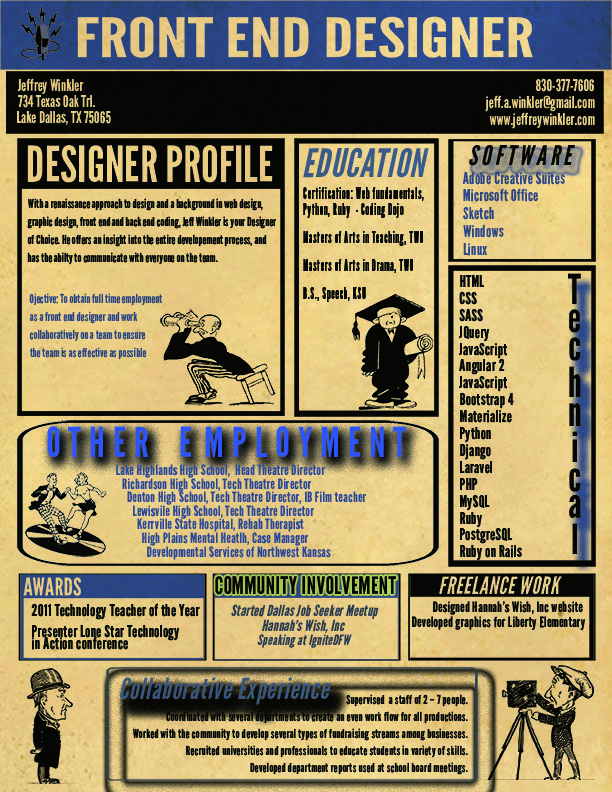 FRONT END DESIGNER
Jeffrey Winkler
734 Texas Oak Trl.
Lake Dallas, TX 75065
830-377-7606
jeff.a.winkler@gmail.com
www.jeffreywinkler.com
DESIGNER PROFILE
With a renaissance approach to design and a background in web design,
graphic design, front end and back end coding, Jeff Winkler is your Designer
of Choice. He offers an insight into the entire developement process, and
has the abilty to communicate with everyone on the team.
Ojective: To obtain full time employment
as a front end designer and work
collaboratively on a team to ensure
the team is as effective as possible
EDUCATION
Certification: Web fundamentals,
Python, Ruby - Coding Dojo
Masters of Arts in Teaching, TWU
Masters of Arts in Drama, TWU
B.S., Speech, KSU
SOFTWARE
Adobe Creative Suites
Microsoft Office
Sketch
Windows
Linux
Technical
HTML
CSS
SASS
JQuery
JavaScript
Angular 2
JavaScript
Bootstrap 4
Materialize
Python
Django
Laravel
PHP
MySQL
Ruby
PostgreSQL
Ruby on Rails
OTHER EMPLOYMENT
Lake Highlands High School, Head Theatre Director
Richardson High School, Tech Theatre Director
Denton High School, Tech Theatre Director, IB Film teacher
Lewisville High School, Tech Theatre Director
Kerrville State Hospital, Rehab Therapist
High Plains Mental Heatlh, Case Manager
Developmental Services of Northwest Kansas
AWARDS
2011 Technology Teacher of the Year
Presenter Lone Star Technology
in Action conference
COMMUNITY INVOLVEMENT
Started Dallas Job Seeker Meetup
Hannah's Wish, Inc
Speaking at IgniteDFW
FREELANCE WORK
Designed Hannah's Wish, Inc website
Developed graphics for Liberty Elementary
Collaborative Experience
Supervised a staff of 2 – 7 people.
Coordinated with several departments to create an even work flow for all productions.
Worked with the community to develop several types of fundraising streams among businesses.
Recruited universities and professionals to educate students in variety of skills.
Developed department reports used at school board meetings.